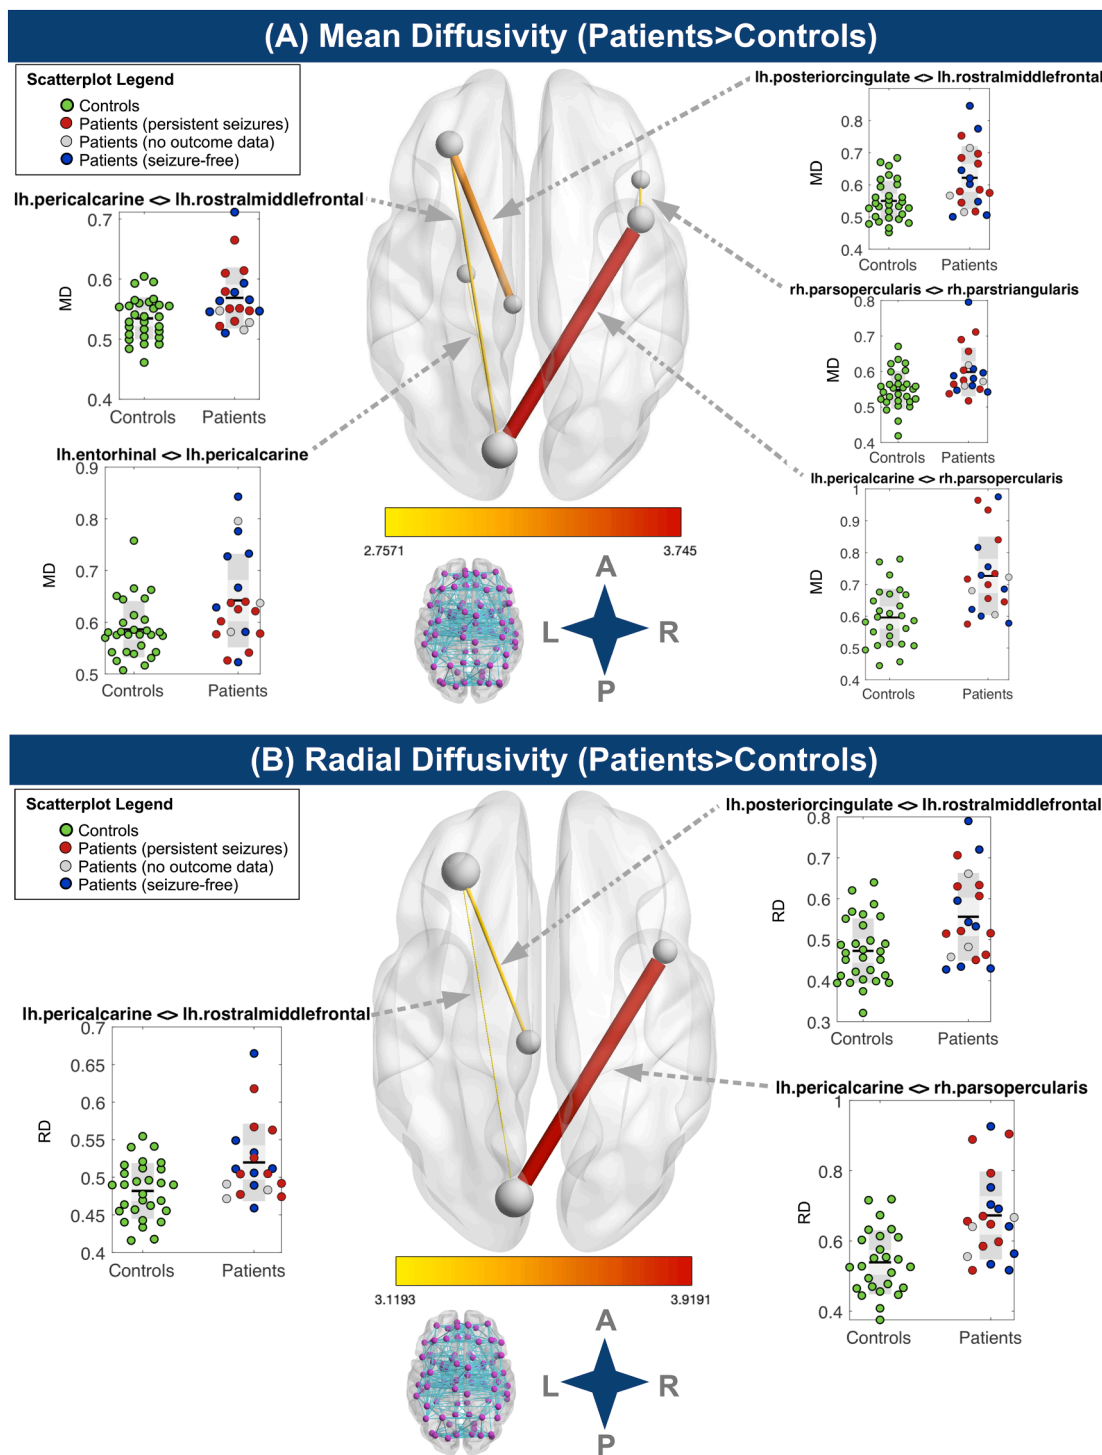 (A) Mean Diffusivity (Patients>Controls)
Scatterplot Legend
Controls
Patients (persistent seizures)
Patients (no outcome data)
Patients (seizure-free)
lh.posteriorcingulate <> lh.rostralmiddlefrontal
0.8
0.7
0.6
0.5
0.4
MD
Controls
Patients
lh.pericalcarine <> lh.rostralmiddlefrontal
0.7
0.6
0.5
0.4
MD
Controls
Patients
rh.parsopercularis <> rh.parstriangularis
0.8
0.7
0.6
0.5
0.4
MD
Controls
Patients
lh.entorhinal <> lh.pericalcarine
0.9
0.8
0.7
0.6
0.5
MD
Controls
Patients
lh.pericalcarine <> rh.parsopercularis
1
0.9
0.8
0.7
0.6
0.5
0.4
MD
Controls
Patients
2.7571
3.745
A
L
R
P
(B) Radial Diffusivity (Patients>Controls)
Scatterplot Legend
Controls
Patients (persistent seizures)
Patients (no outcome data)
Patients (seizure-free)
lh.posteriorcingulate <> lh.rostralmiddlefrontal
0.8
0.7
0.6
0.5
0.4
0.3
RD
Controls
Patients
lh.pericalcarine <> lh.rostralmiddlefrontal
0.7
0.65
0.6
0.55
0.5
0.45
0.4
RD
Controls
Patients
lh.pericalcarine <> rh.parsopercularis
1
0.8
0.6
0.4
RD
Controls
Patients
3.1193
3.9191
A
L
R
P